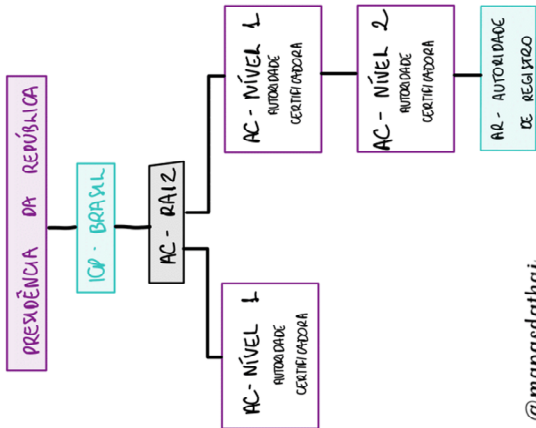 PRESIDÊNCIA DA REPÚBLICA
ICP - BRASIL
AC - RAIZ
AC - NÍVEL 1
AUTORIDADE
CERTIFICADORA
AC - NÍVEL 1
AUTORIDADE
CERTIFICADORA
AC - NÍVEL 2
AUTORIDADE
CERTIFICADORA
AR - AUTORIDADE
DE REGISTRO
@mapasdathai